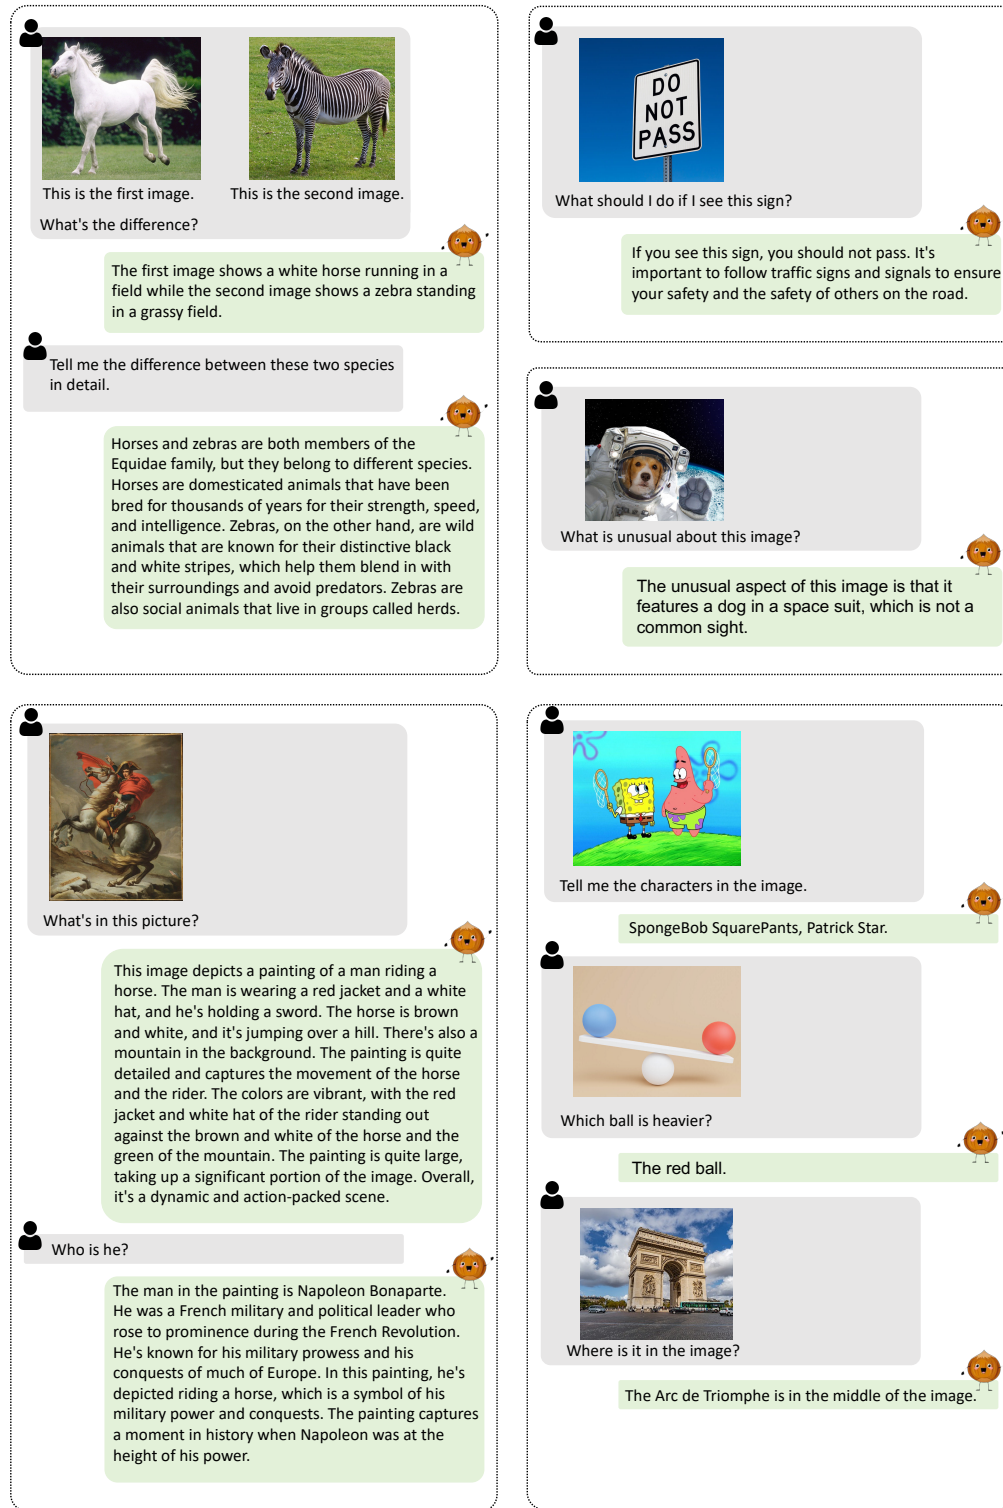 This is the first image.
This is the second image.
What's the difference?
The first image shows a white horse running in a
field while the second image shows a zebra standing
in a grassy field.
Tell me the difference between these two species
in detail.
Horses and zebras are both members of the
Equidae family, but they belong to different species.
Horses are domesticated animals that have been
bred for thousands of years for their strength, speed,
and intelligence. Zebras, on the other hand, are wild
animals that are known for their distinctive black
and white stripes, which help them blend in with
their surroundings and avoid predators. Zebras are
also social animals that live in groups called herds.
DO
NOT
PASS
What should I do if I see this sign?
If you see this sign, you should not pass. It's
important to follow traffic signs and signals to ensure
your safety and the safety of others on the road.
What is unusual about this image?
The unusual aspect of this image is that it
features a dog in a space suit, which is not a
common sight.
What's in this picture?
This image depicts a painting of a man riding a
horse. The man is wearing a red jacket and a white
hat, and he's holding a sword. The horse is brown
and white, and it's jumping over a hill. There's also a
mountain in the background. The painting is quite
detailed and captures the movement of the horse
and the rider. The colors are vibrant, with the red
jacket and white hat of the rider standing out
against the brown and white of the horse and the
green of the mountain. The painting is quite large,
taking up a significant portion of the image. Overall,
it's a dynamic and action-packed scene.
Who is he?
The man in the painting is Napoleon Bonaparte.
He was a French military and political leader who
rose to prominence during the French Revolution.
He's known for his military prowess and his
conquests of much of Europe. In this painting, he's
depicted riding a horse, which is a symbol of his
military power and conquests. The painting captures
a moment in history when Napoleon was at the
height of his power.
Tell me the characters in the image.
SpongeBob SquarePants, Patrick Star.
Which ball is heavier?
The red ball.
Where is it in the image?
The Arc de Triomphe is in the middle of the image.